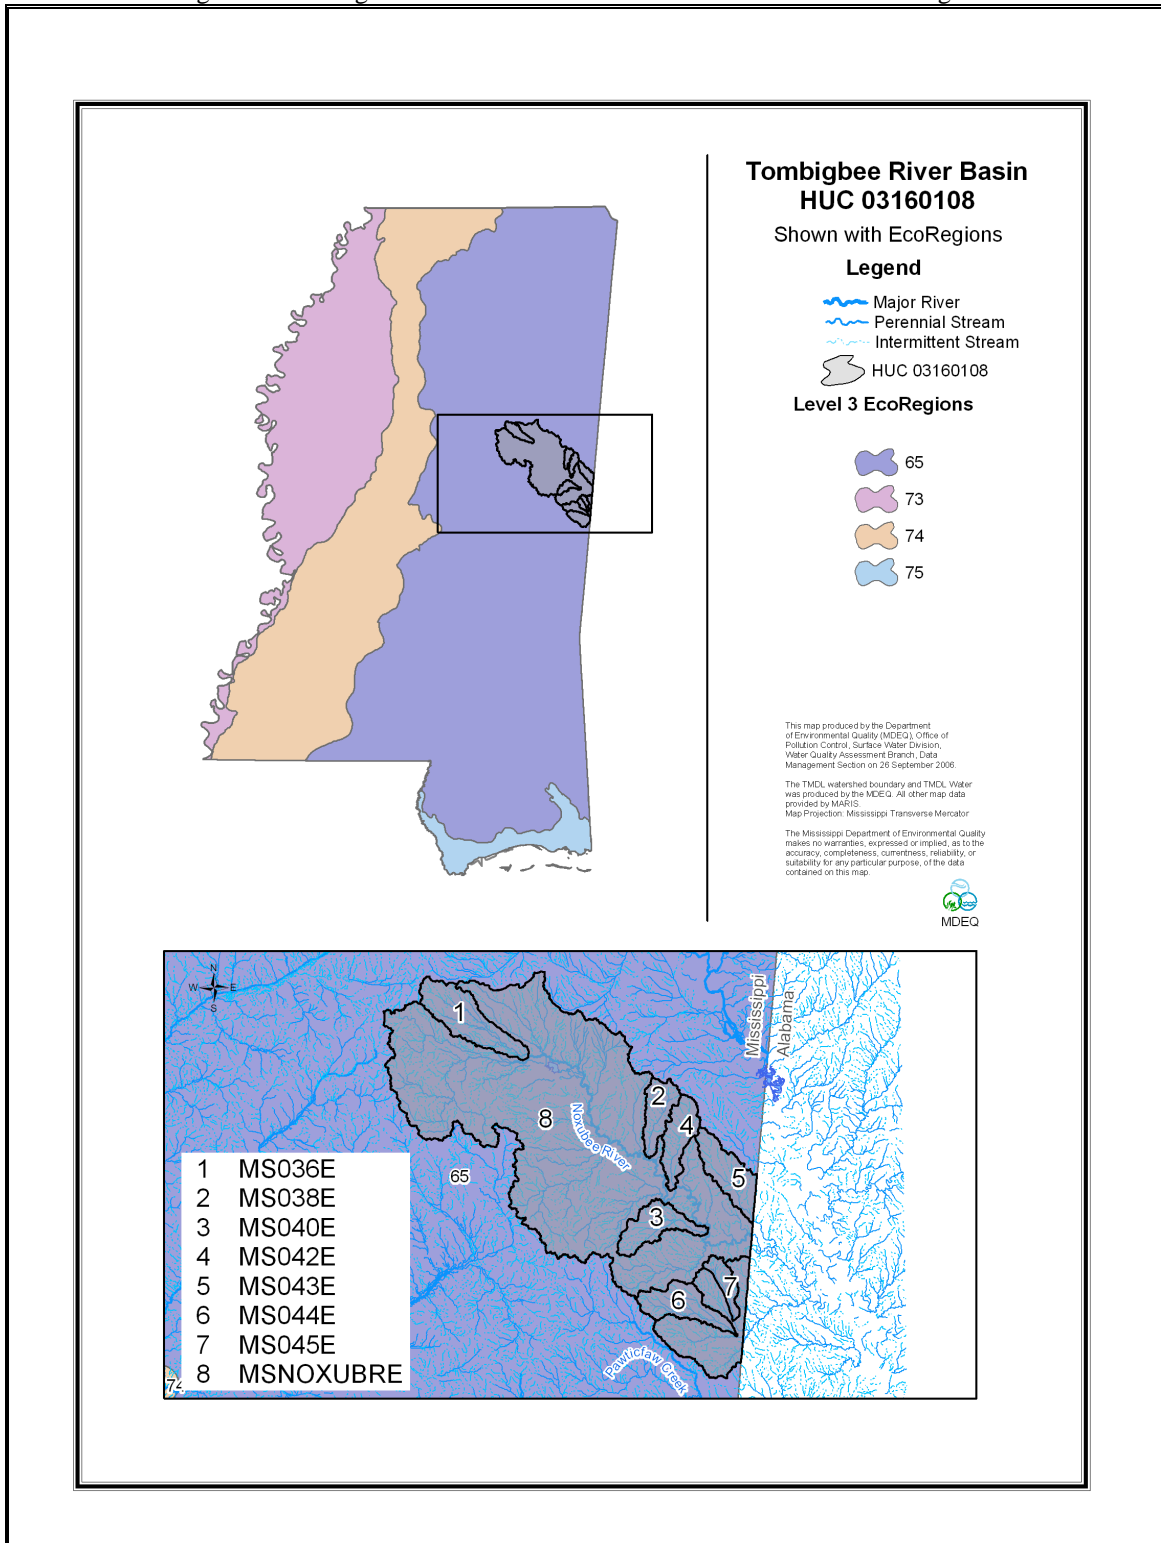 Tombigbee River Basin
HUC 03160108
Shown with EcoRegions
Legend
Major River
Perennial Stream
Intermittent Stream
HUC 03160108
Level 3 EcoRegions
65
73
74
75
This map produced by the Department
of Environmental Quality (MDEQ), Office of
Pollution Control, Surface Water Division,
Water Quality Assessment Branch, Data
Management Section on 26 September 2006.
The TMDL watershed boundary and TMDL Water
was produced by the MDEQ. All other map data
provided by MARIS.
Map Projection: Mississippi Transverse Mercator
The Mississippi Department of Environmental Quality
makes no warranties, expressed or implied, as to the
accuracy, completeness, currentness, reliability, or
suitability for any particular purpose, of the data
contained on this map.
MDEQ
N
W E
S
Mississippi
Alabama
1
2
4
8
Noxubee River
5
65
3
7
6
Pawticfaw Creek
74
1 MS036E
2 MS038E
3 MS040E
4 MS042E
5 MS043E
6 MS044E
7 MS045E
8 MSNOXUBRE